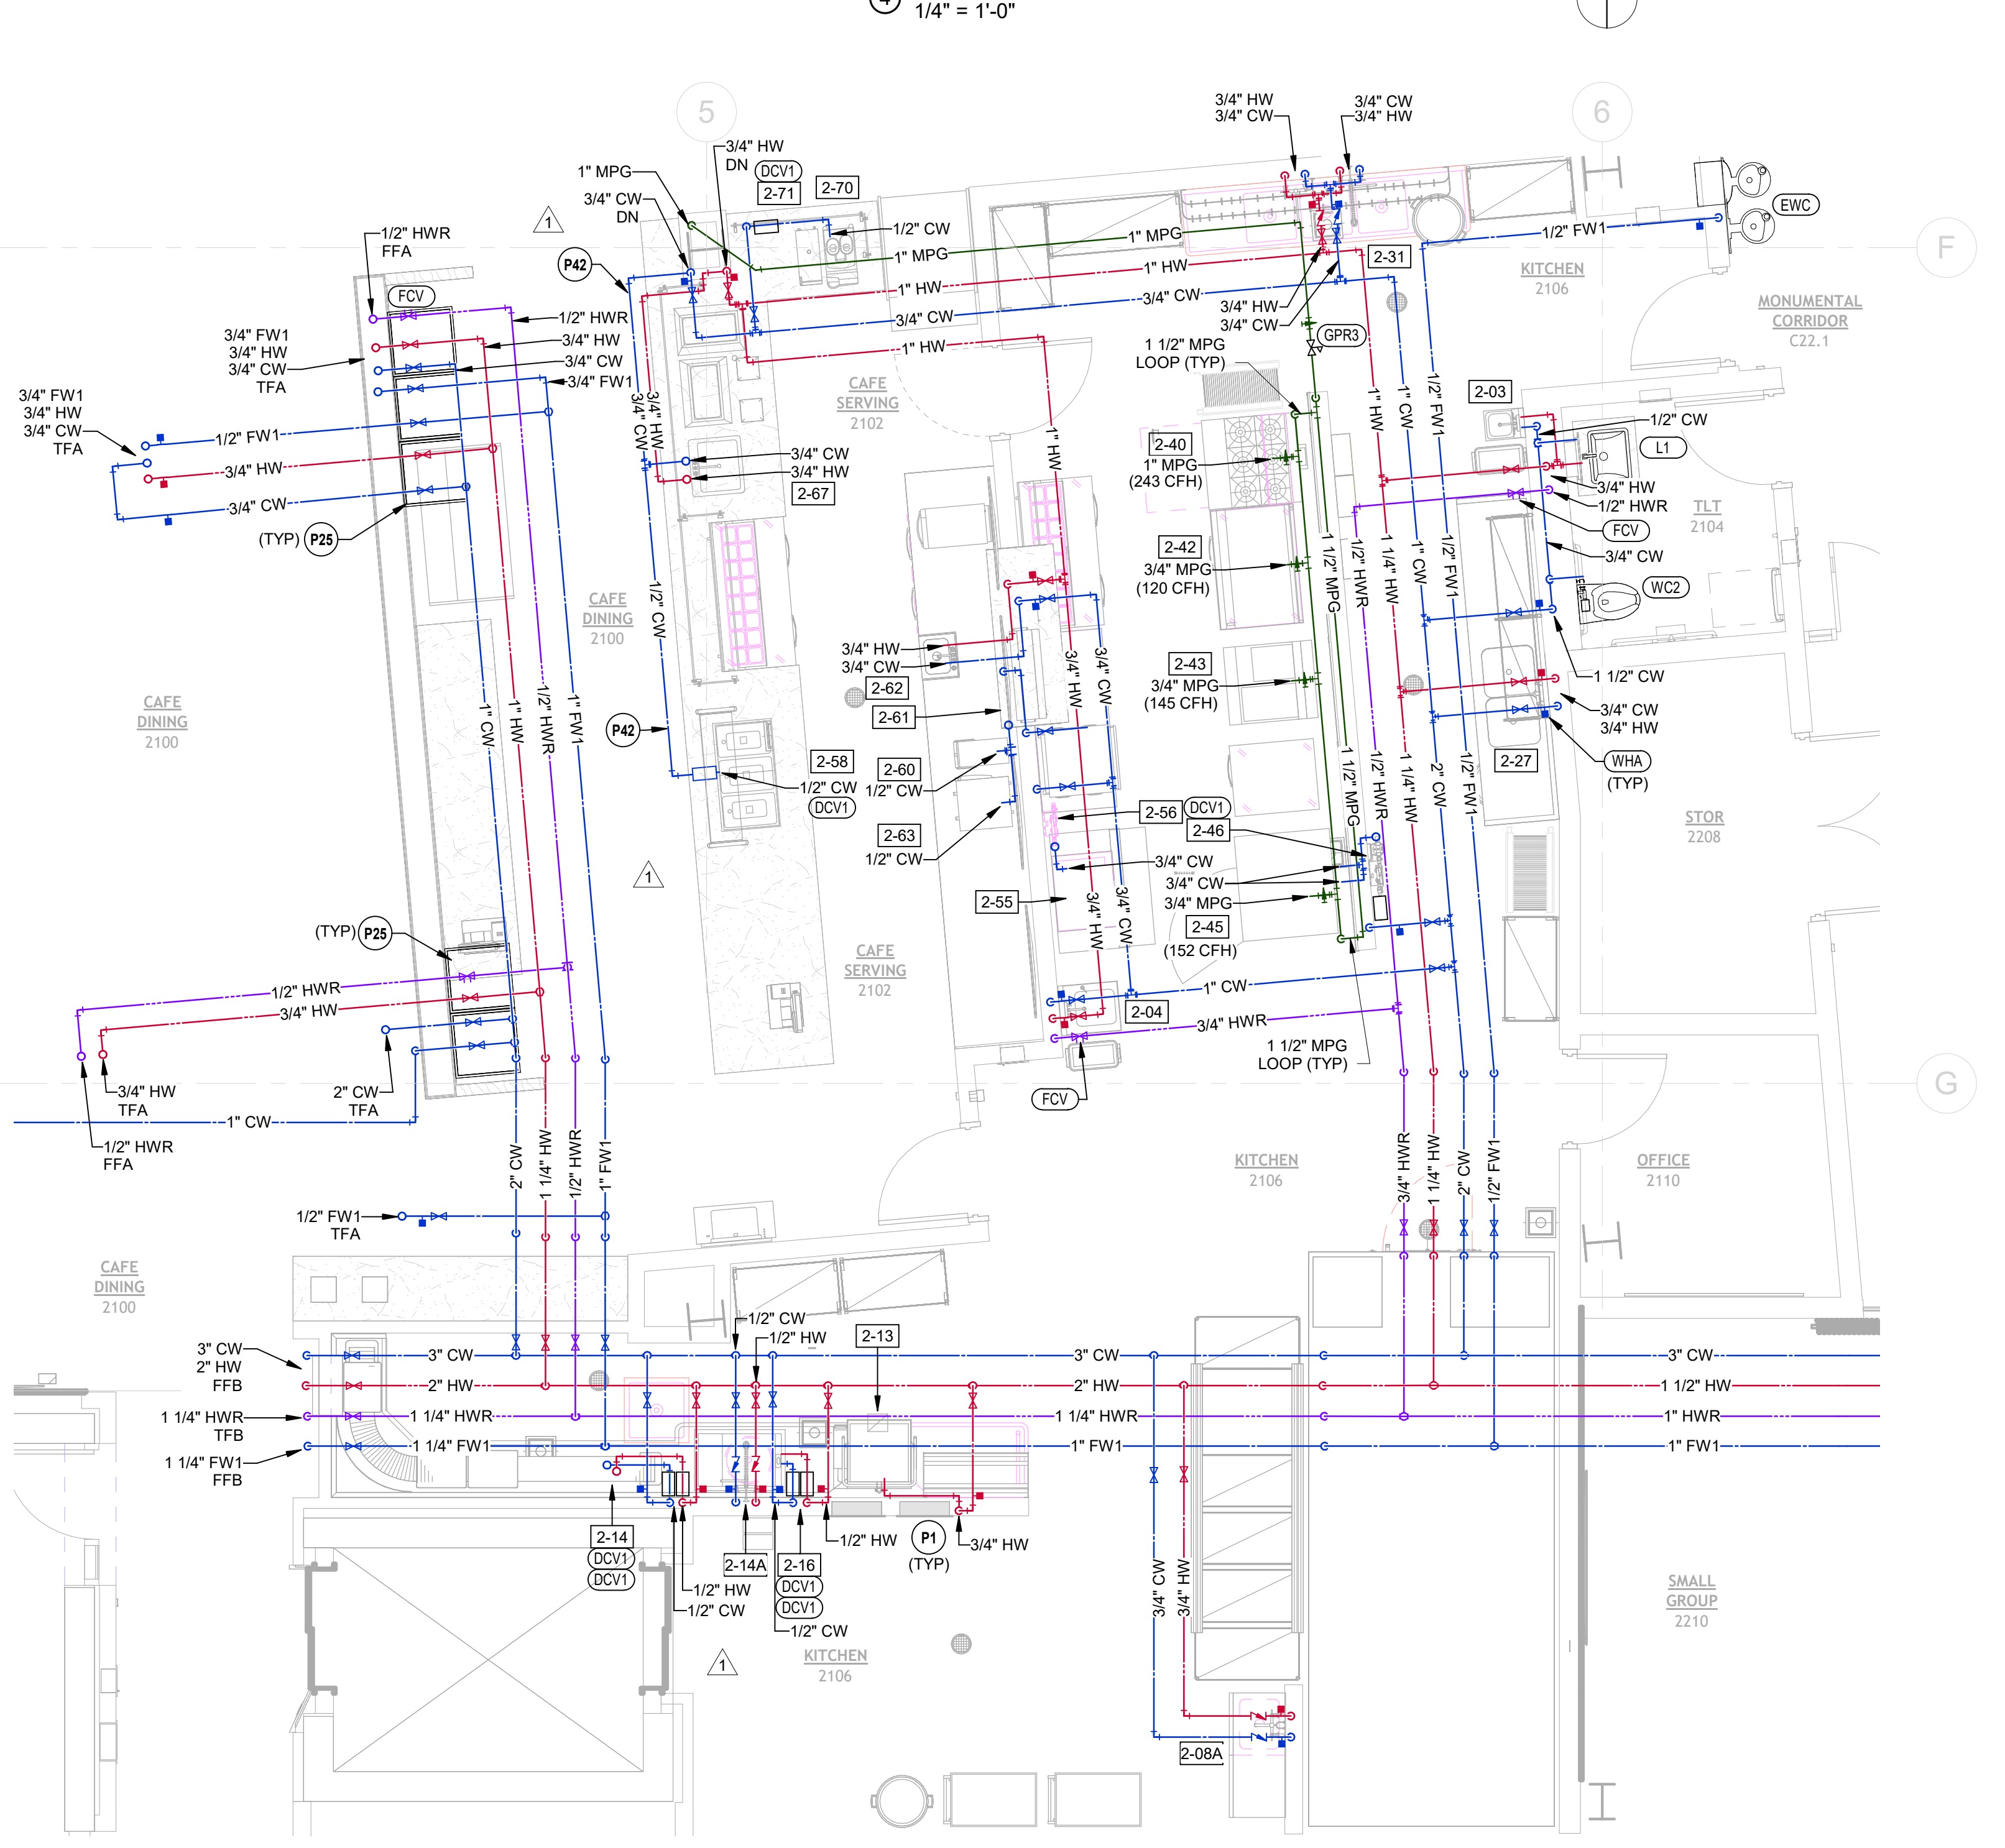 4
1/4" = 1'-0"
5
6
F
G
3/4" HW
3/4" CW
3/4" CW
3/4" HW
3/4" HW
DN
DCV1
2-71
2-70
1" MPG
3/4" CW
DN
1
1/2" CW
EWC
1/2" HWR
FFA
P42
1" MPG
1" MPG
1/2" FW1
KITCHEN
2106
2-31
1" HW
1" HW
3/4" CW
3/4" CW
3/4" HW
3/4" CW
MONUMENTAL
CORRIDOR
C22.1
FCV
1/2" HWR
3/4" FW1
3/4" HW
3/4" CW
TFA
3/4" HW
3/4" CW
3/4" FW1
1" HW
GPR3
1 1/2" MPG
LOOP (TYP)
3/4" FW1
3/4" HW
3/4" CW
TFA
1/2" FW1
3/4" HW
3/4" CW
(TYP)
P25
3/4" CW
3/4" HW
CAFE
SERVING
2102
3/4" CW
3/4" HW
2-67
1" HW
2-40
1" MPG
(243 CFH)
1" HW
1" CW
1/2" FW1
2-03
1/2" CW
L1
3/4" HW
1/2" HWR
FCV
3/4" CW
TLT
2104
2-42
3/4" MPG
(120 CFH)
1 1/2" MPG
1/2" HWR
1 1/4" HW
1" CW
1/2" FW1
WC2
CAFE
DINING
2100
1/2" CW
3/4" HW
3/4" CW
2-62
2-61
3/4" HW
3/4" CW
2-43
3/4" MPG
(145 CFH)
1 1/2" CW
3/4" CW
3/4" HW
WHA
(TYP)
2-27
CAFE
DINING
2100
1" CW
1" HW
1/2" HWR
1" FW1
P42
2-58
1/2" CW
DCV1
2-60
1/2" CW
2-63
1/2" CW
2-56
DCV1
2-46
3/4" CW
3/4" CW
3/4" MPG
2-45
(152 CFH)
1 1/2" MPG
1/2" HWR
1 1/4" HW
2" CW
1/2" FW1
STOR
2208
1
2-55
3/4" HW
3/4" CW
(TYP)
P25
CAFE
SERVING
2102
1/2" HWR
3/4" HW
1" CW
2-04
3/4" HWR
1 1/2" MPG
LOOP (TYP)
FCV
3/4" HW
TFA
2" CW
TFA
1" CW
1/2" HWR
FFA
2" CW
1 1/4" HW
1/2" HWR
1" FW1
1/2" FW1
TFA
KITCHEN
2106
3/4" HWR
1 1/4" HW
2" CW
1/2" FW1
OFFICE
2110
CAFE
DINING
2100
1/2" CW
1/2" HW
2-13
3" CW
2" HW
FFB
3" CW
3" CW
3" CW
2" HW
2" HW
1 1/2" HW
1 1/4" HWR
TFB
1 1/4" HWR
1 1/4" HWR
1" HWR
1 1/4" FW1
FFB
1 1/4" FW1
1" FW1
1" FW1
2-14
DCV1
DCV1
2-14A
2-16
DCV1
DCV1
1/2" HW
P1
(TYP)
3/4" HW
1/2" HW
1/2" CW
1/2" CW
3/4" CW
3/4" HW
SMALL
GROUP
2210
1
KITCHEN
2106
2-08A